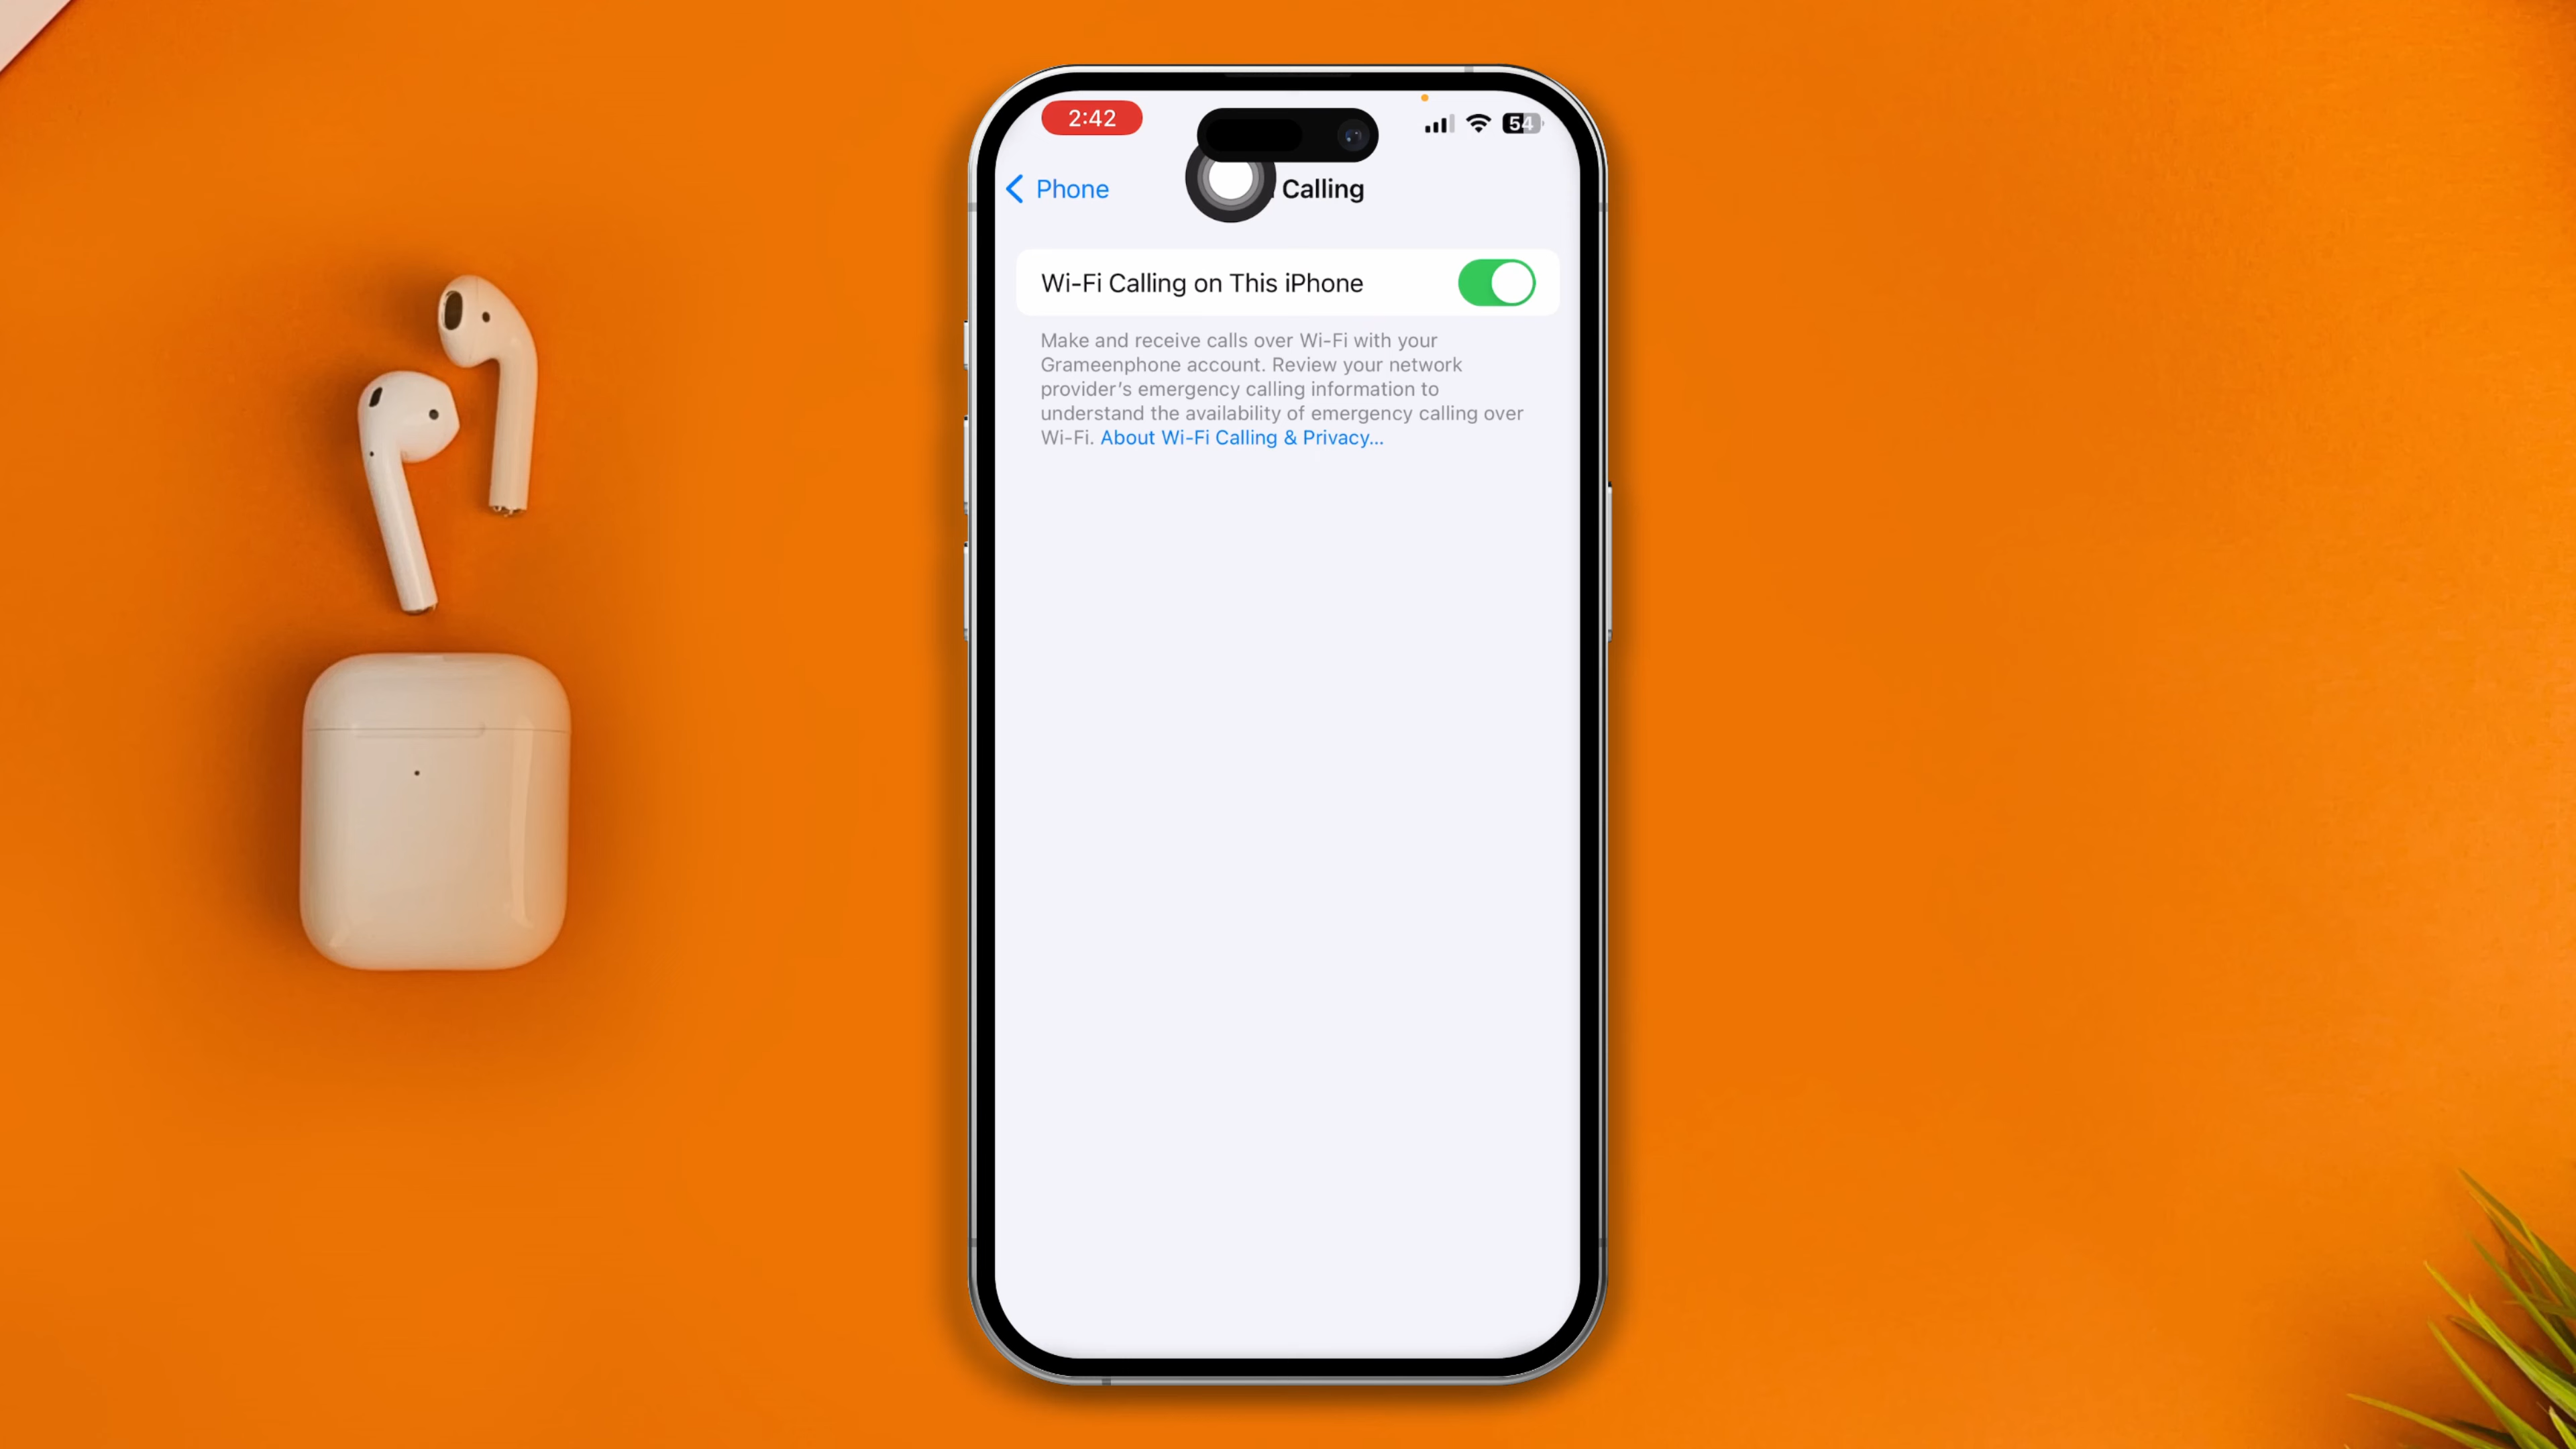 2:42
54
Phone
Calling
Wi-Fi Calling on This iPhone
Make and receive calls over Wi-Fi with your
Grameenphone account. Review your network
provider's emergency calling information to
understand the availability of emergency calling over
Wi-Fi. About Wi-Fi Calling & Privacy...